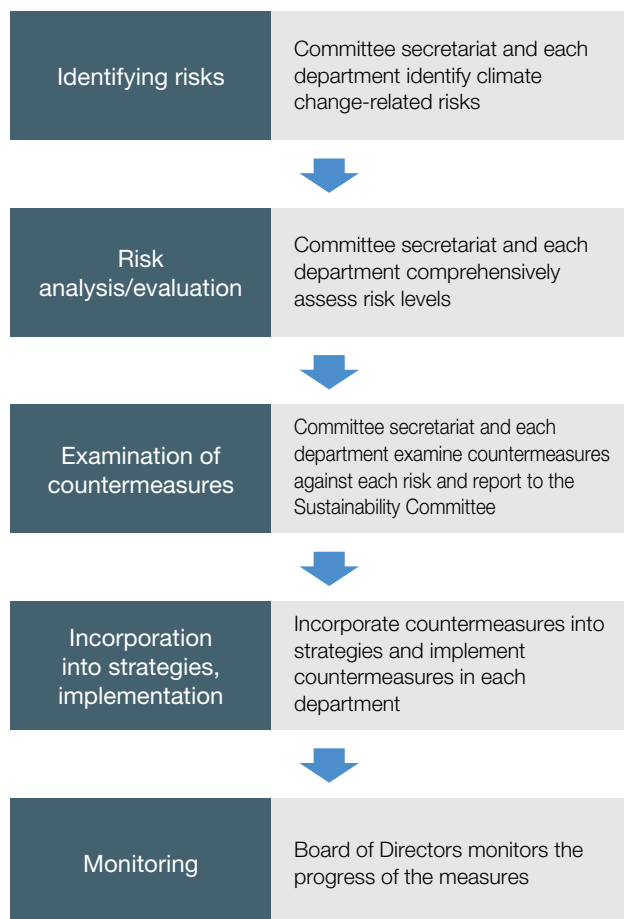 Identifying risks
Committee secretariat and each
department identify climate
change-related risks
Risk
analysis/evaluation
Committee secretariat and each
department comprehensively
assess risk levels
Examination of
countermeasures
Committee secretariat and each
department examine countermeasures
against each risk and report to the
Sustainability Committee
Incorporation
into strategies,
implementation
Incorporate countermeasures into
strategies and implement
countermeasures in each
department
Monitoring
Board of Directors monitors the
progress of the measures